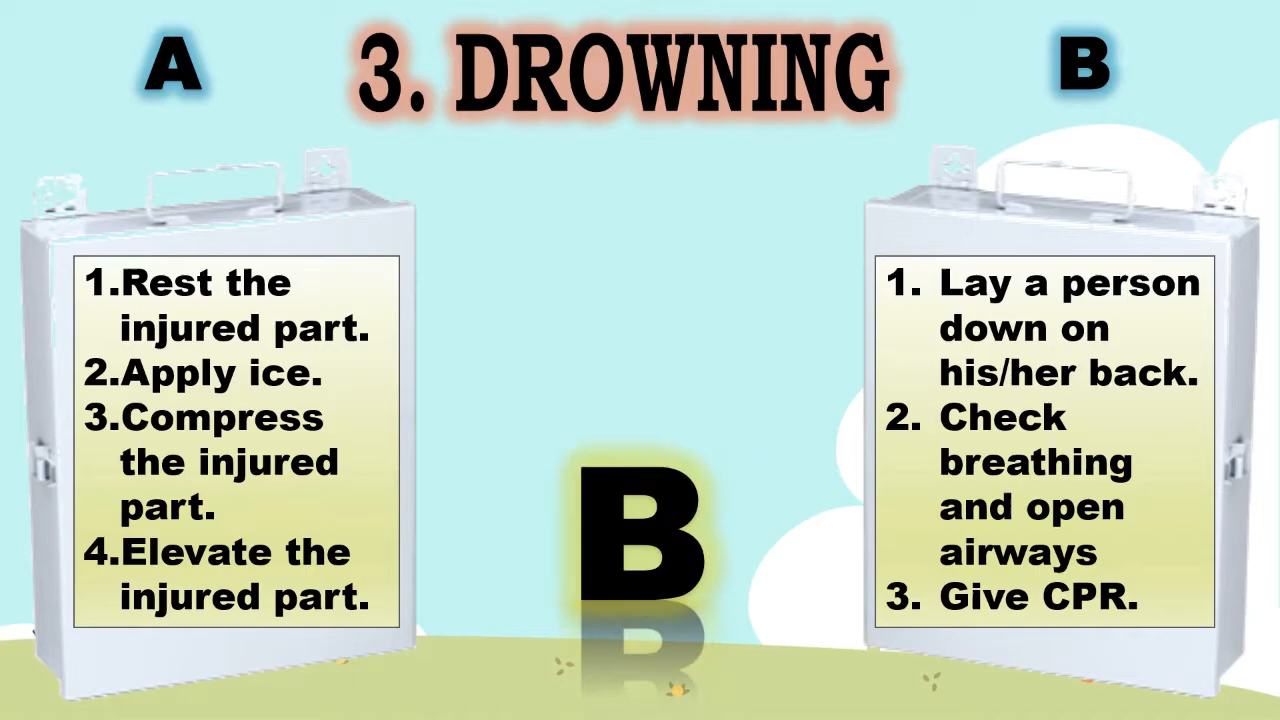 A
3. DROWNING
B
1.Rest the
injured part.
2.Apply ice.
3.Compress
the injured
part.
4.Elevate the
injured part.
1. Lay a person
down on
his/her back.
2. Check
breathing
and open
airways
3. Give CPR.
B